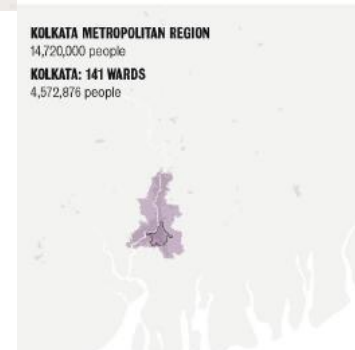 KOLKATA METROPOLITAN REGION
14,720,000 people
KOLKATA: 141 WARDS
4,572,876 people